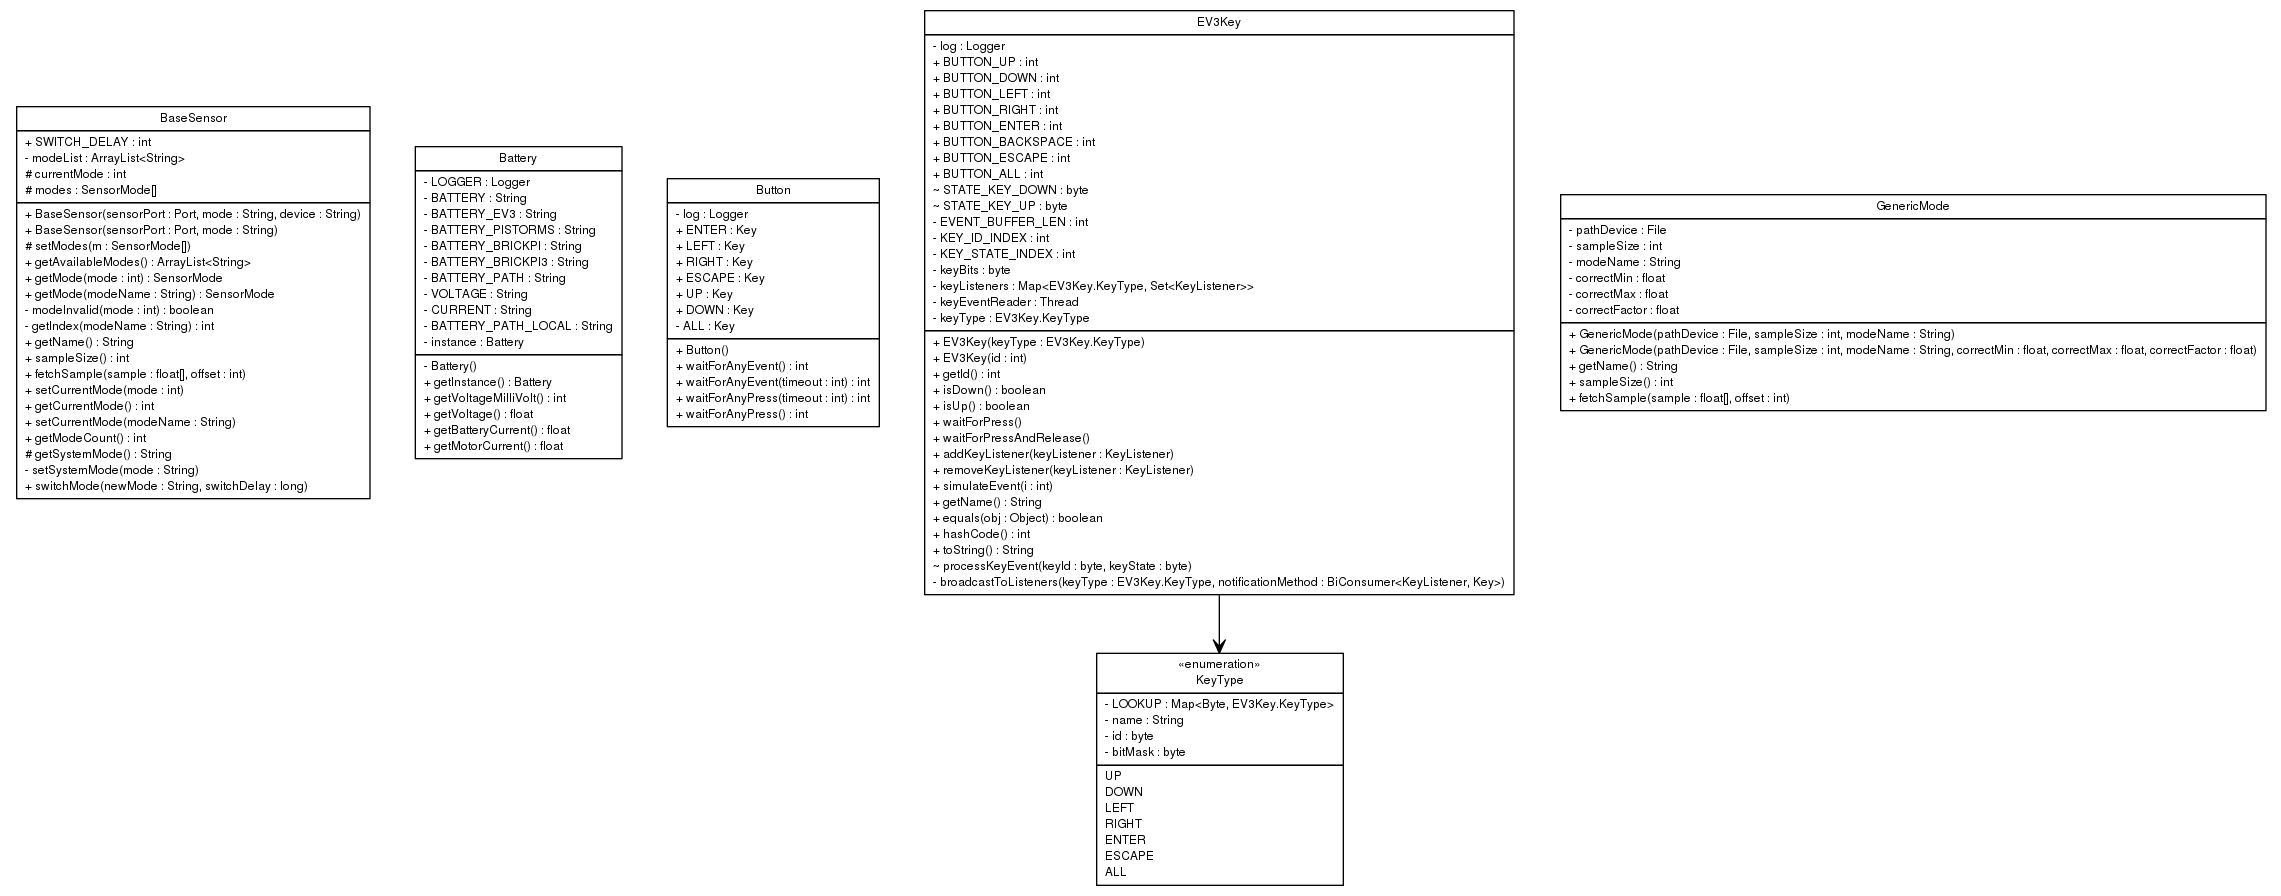 BaseSensor
+ SWITCH_DELAY : int
- modeList : ArrayList<String>
# currentMode : int
# modes : SensorMode[]
+ BaseSensor(sensorPort : Port, mode : String, device : String)
+ BaseSensor(sensorPort : Port, mode : String)
# setModes(m : SensorMode[])
+ getAvailableModes() : ArrayList<String>
+ getMode(mode : int) : SensorMode
+ getMode(modeName : String) : SensorMode
- modeInvalid(mode : int) : boolean
- getIndex(modeName : String) : int
+ getName() : String
+ sampleSize() : int
+ fetchSample(sample : float[], offset : int)
+ setCurrentMode(mode : int)
+ getCurrentMode() : int
+ setCurrentMode(modeName : String)
+ getModeCount() : int
# getSystemMode() : String
- setSystemMode(mode : String)
+ switchMode(newMode : String, switchDelay : long)
Battery
- LOGGER : Logger
- BATTERY : String
- BATTERY_EV3 : String
- BATTERY_PISTORMS : String
- BATTERY_BRICKPI : String
- BATTERY_BRICKPI3 : String
- BATTERY_PATH : String
- VOLTAGE : String
- CURRENT : String
- BATTERY_PATH_LOCAL : String
- instance : Battery
- Battery()
+ getInstance() : Battery
+ getVoltageMilliVolt() : int
+ getVoltage() : float
+ getBatteryCurrent() : float
+ getMotorCurrent() : float
Button
- log : Logger
+ ENTER : Key
+ LEFT : Key
+ RIGHT : Key
+ ESCAPE : Key
+ UP : Key
+ DOWN : Key
- ALL : Key
+ Button()
+ waitForAnyEvent() : int
+ waitForAnyEvent(timeout : int) : int
+ waitForAnyPress(timeout : int) : int
+ waitForAnyPress() : int
EV3Key
- log : Logger
+ BUTTON_UP : int
+ BUTTON_DOWN : int
+ BUTTON_LEFT : int
+ BUTTON_RIGHT : int
+ BUTTON_ENTER : int
+ BUTTON_BACKSPACE : int
+ BUTTON_ESCAPE : int
+ BUTTON_ALL : int
~ STATE_KEY_DOWN : byte
~ STATE_KEY_UP : byte
- EVENT_BUFFER_LEN : int
- KEY_ID_INDEX : int
- KEY_STATE_INDEX : int
- keyBits : byte
- keyListeners : Map<EV3Key.KeyType, Set<KeyListener>>
- keyEventReader : Thread
- keyType : EV3Key.KeyType
+ EV3Key(keyType : EV3Key.KeyType)
+ EV3Key(id : int)
+ getId() : int
+ isDown() : boolean
+ isUp() : boolean
+ waitForPress()
+ waitForPressAndRelease()
+ addKeyListener(keyListener : KeyListener)
+ removeKeyListener(keyListener : KeyListener)
+ simulateEvent(i : int)
+ getName() : String
+ equals(obj : Object) : boolean
+ hashCode() : int
+ toString() : String
~ processKeyEvent(keyId : byte, keyState : byte)
- broadcastToListeners(keyType : EV3Key.KeyType, notificationMethod : BiConsumer<KeyListener, Key>)
«enumeration»
KeyType
- LOOKUP : Map<Byte, EV3Key.KeyType>
- name : String
- id : byte
- bitMask : byte
UP
DOWN
LEFT
RIGHT
ENTER
ESCAPE
ALL
GenericMode
- pathDevice : File
- sampleSize : int
- modeName : String
- correctMin : float
- correctMax : float
- correctFactor : float
+ GenericMode(pathDevice : File, sampleSize : int, modeName : String)
+ GenericMode(pathDevice : File, sampleSize : int, modeName : String, correctMin : float, correctMax : float, correctFactor : float)
+ getName() : String
+ sampleSize() : int
+ fetchSample(sample : float[], offset : int)